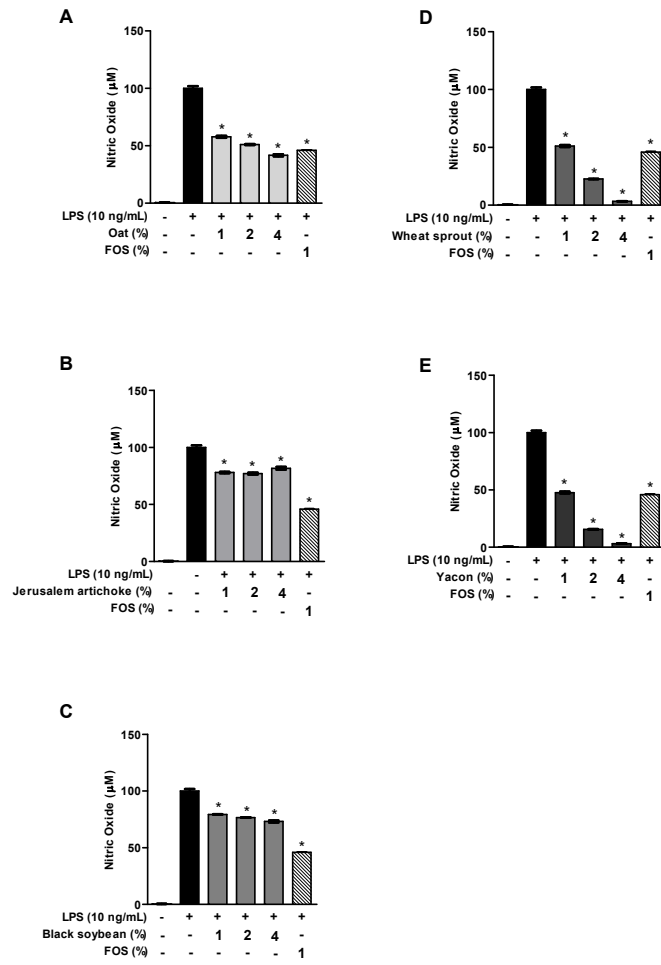 A
Nitric Oxide (μM)
150
100
50
0
* * * *
LPS (10 ng/mL) - + + + + +
Oat (%) - - 1 2 4 -
FOS (%) - - - - - 1
B
Nitric Oxide (μM)
150
100
50
0
* * * *
LPS (10 ng/mL) - + + + +
Jerusalem artichoke (%) - - 1 2 4 -
FOS (%) - - - - - 1
C
Nitric Oxide (μM)
150
100
50
0
* * * *
LPS (10 ng/mL) - + + + + +
Black soybean (%) - - 1 2 4 -
FOS (%) - - - - - 1
D
Nitric Oxide (μM)
150
100
50
0
* * * *
LPS (10 ng/mL) - + + + + +
Wheat sprout (%) - - 1 2 4 -
FOS (%) - - - - - 1
E
Nitric Oxide (μM)
150
100
50
0
* * * *
LPS (10 ng/mL) - + + + + +
Yacon (%) - - 1 2 4 -
FOS (%) - - - - - 1